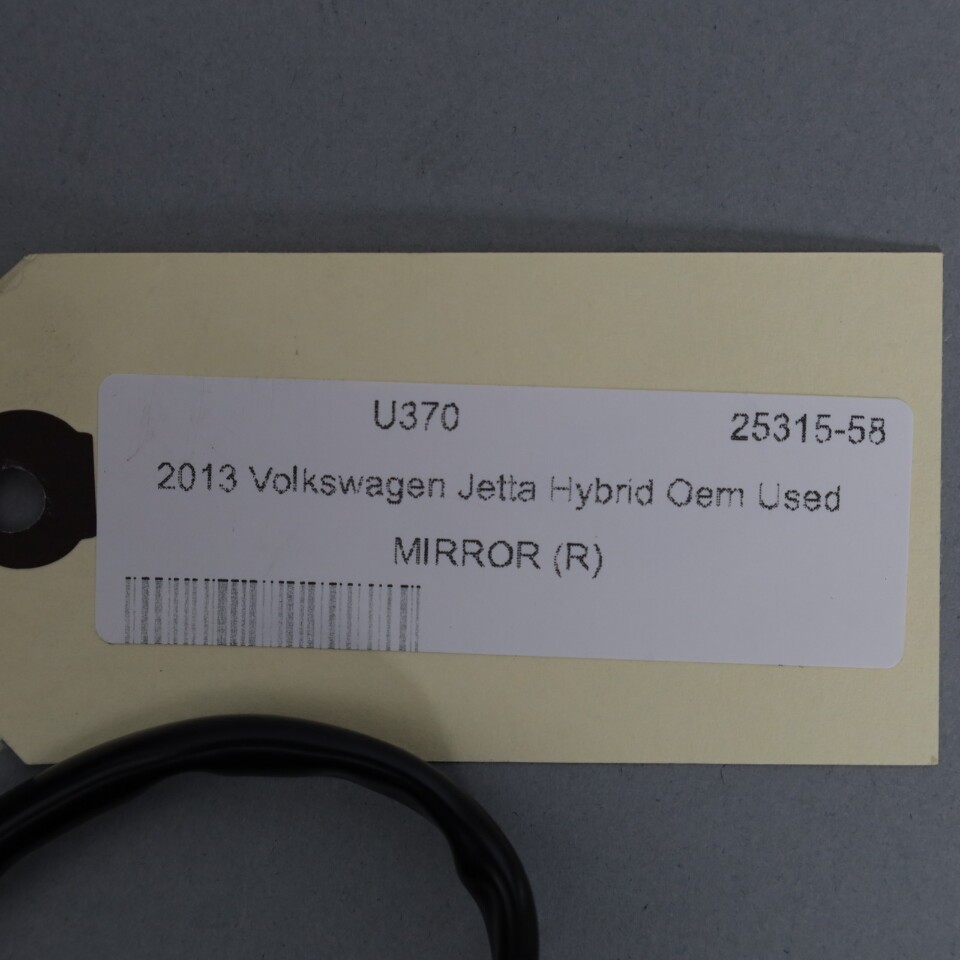 U370 25315-58
2013 Volkswagen Jetta Hybrid Oem Used
MIRROR (R)